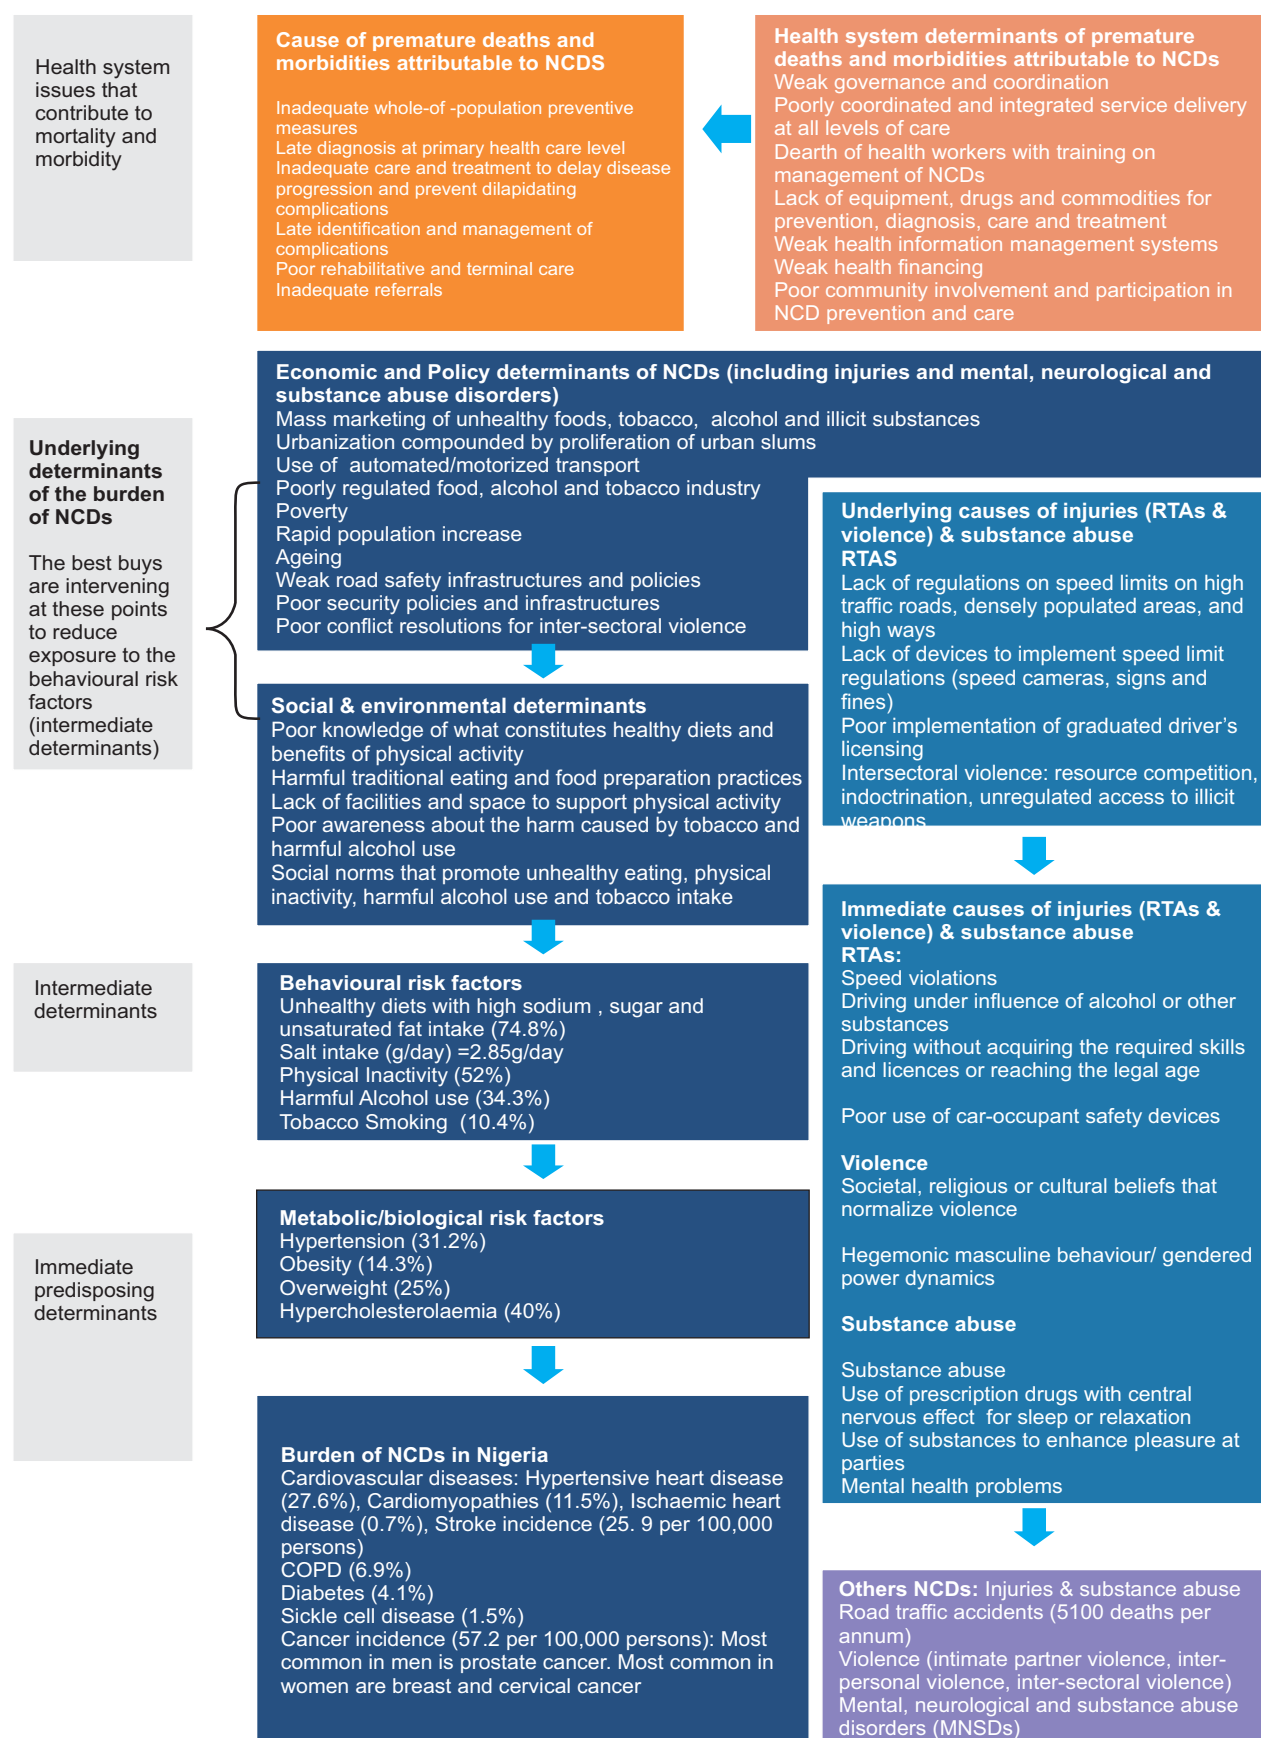 Health system
issues that
contribute to
mortality and
morbidity
Cause of premature deaths and
morbidities attributable to NCDS
Inadequate whole-of -population preventive
measures
Late diagnosis at primary health care level
Inadequate care and treatment to delay disease
progression and prevent dilapidating
complications
Late identification and management of
complications
Poor rehabilitative and terminal care
Inadequate referrals
Health system determinants of premature
deaths and morbidities attributable to NCDs
Weak governance and coordination
Poorly coordinated and integrated service delivery
at all levels of care
Dearth of health workers with training on
management of NCDs
Lack of equipment, drugs and commodities for
prevention, diagnosis, care and treatment
Weak health information management systems
Weak health financing
Poor community involvement and participation in
NCD prevention and care
Underlying
determinants
of the burden
of NCDs
The best buys
are intervening
at these points
to reduce
exposure to the
behavioural risk
factors
(intermediate
determinants)
Economic and Policy determinants of NCDs (including injuries and mental, neurological and
substance abuse disorders)
Mass marketing of unhealthy foods, tobacco, alcohol and illicit substances
Urbanization compounded by proliferation of urban slums
Use of automated/motorized transport
Poorly regulated food, alcohol and tobacco industry
Poverty
Rapid population increase
Ageing
Weak road safety infrastructures and policies
Poor security policies and infrastructures
Poor conflict resolutions for inter-sectoral violence
Social & environmental determinants
Poor knowledge of what constitutes healthy diets and
benefits of physical activity
Harmful traditional eating and food preparation practices
Lack of facilities and space to support physical activity
Poor awareness about the harm caused by tobacco and
harmful alcohol use
Social norms that promote unhealthy eating, physical
inactivity, harmful alcohol use and tobacco intake
Underlying causes of injuries (RTAs &
violence) & substance abuse
RTAS
Lack of regulations on speed limits on high
traffic roads, densely populated areas, and
high ways
Lack of devices to implement speed limit
regulations (speed cameras, signs and
fines)
Poor implementation of graduated driver's
licensing
Intersectoral violence: resource competition,
indoctrination, unregulated access to illicit
weapons
Intermediate
determinants
Behavioural risk factors
Unhealthy diets with high sodium , sugar and
unsaturated fat intake (74.8%)
Salt intake (g/day) =2.85g/day
Physical Inactivity (52%)
Harmful Alcohol use (34.3%)
Tobacco Smoking (10.4%)
Immediate
predisposing
determinants
Metabolic/biological risk factors
Hypertension (31.2%)
Obesity (14.3%)
Overweight (25%)
Hypercholesterolaemia (40%)
Burden of NCDs in Nigeria
Cardiovascular diseases: Hypertensive heart disease
(27.6%), Cardiomyopathies (11.5%), Ischaemic heart
disease (0.7%), Stroke incidence (25. 9 per 100,000
persons)
COPD (6.9%)
Diabetes (4.1%)
Sickle cell disease (1.5%)
Cancer incidence (57.2 per 100,000 persons): Most
common in men is prostate cancer. Most common in
women are breast and cervical cancer
Immediate causes of injuries (RTAs &
violence) & substance abuse
RTAs:
Speed violations
Driving under influence of alcohol or other
substances
Driving without acquiring the required skills
and licences or reaching the legal age
Poor use of car-occupant safety devices
Violence
Societal, religious or cultural beliefs that
normalize violence
Hegemonic masculine behaviour/ gendered
power dynamics
Substance abuse
Substance abuse
Use of prescription drugs with central
nervous effect for sleep or relaxation
Use of substances to enhance pleasure at
parties
Mental health problems
Others NCDs: Injuries & substance abuse
Road traffic accidents (5100 deaths per
annum)
Violence (intimate partner violence, inter-
personal violence, inter-sectoral violence)
Mental, neurological and substance abuse
disorders (MNSDs)